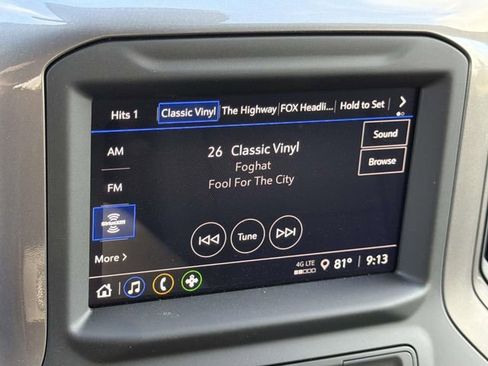 Hits 1 Classic Vinyl The Highway FOX Headli... Hold to Set
AM
FM
SiriusXM
More
26 Classic Vinyl
Foghat
Fool For The City
Sound
Browse
Tune
4G LTE
81° 9:13